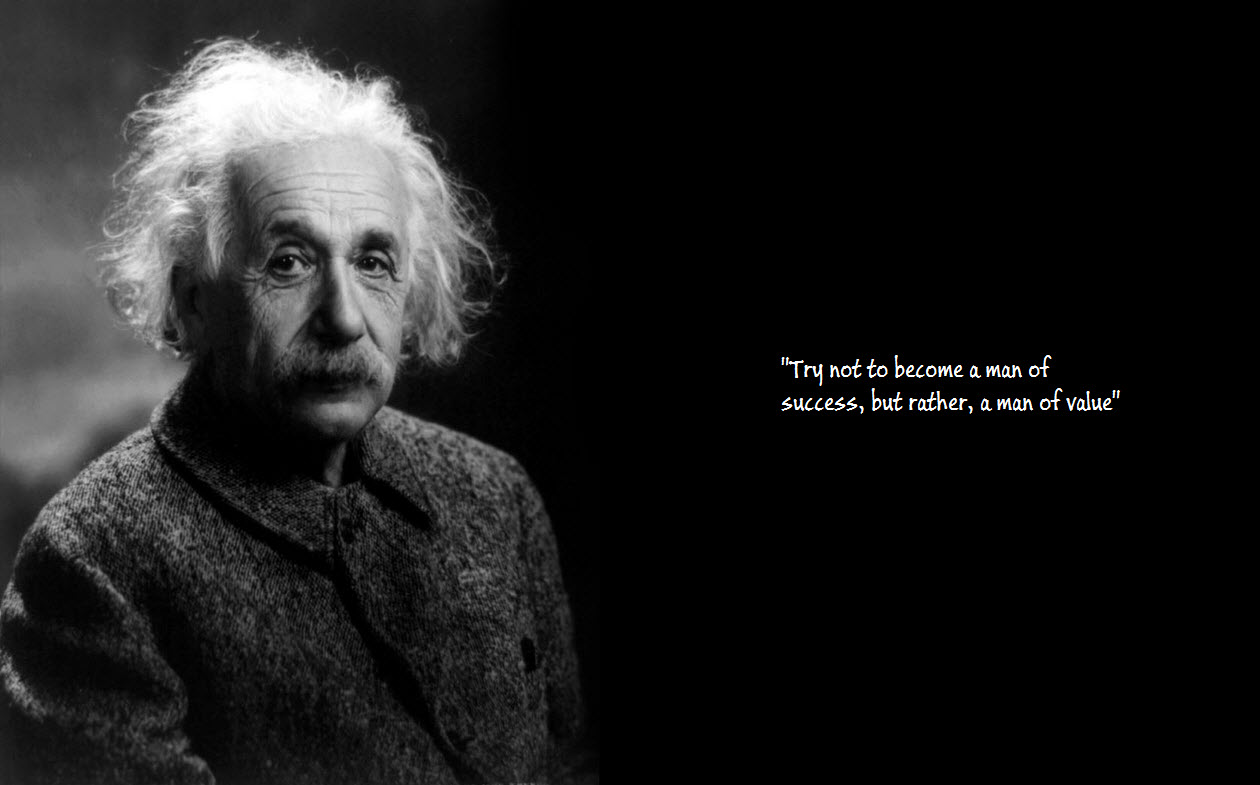 "Try not to become a man of
success, but rather, a man of value"